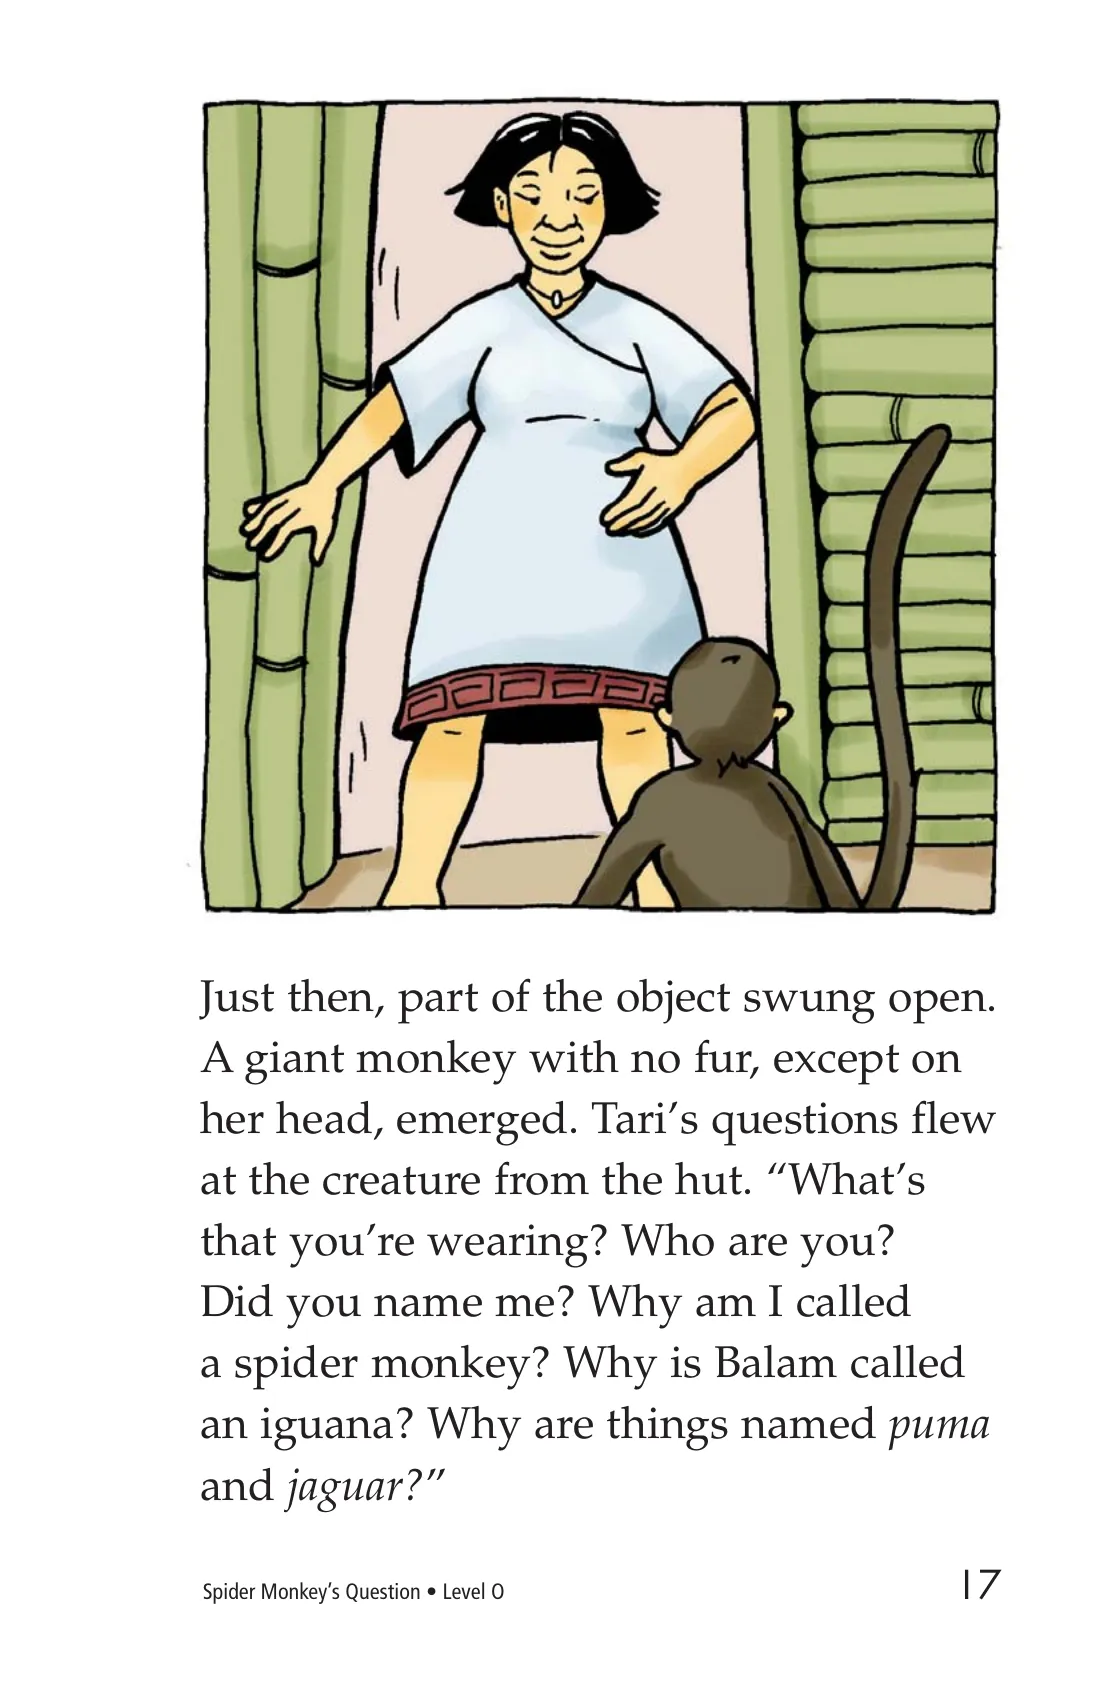 Just then, part of the object swung open.
A giant monkey with no fur, except on
her head, emerged. Tari’s questions flew
at the creature from the hut. “What’s
that you’re wearing? Who are you?
Did you name me? Why am I called
a spider monkey? Why is Balam called
an iguana? Why are things named puma
and jaguar?”
Spider Monkey’s Question • Level O
17